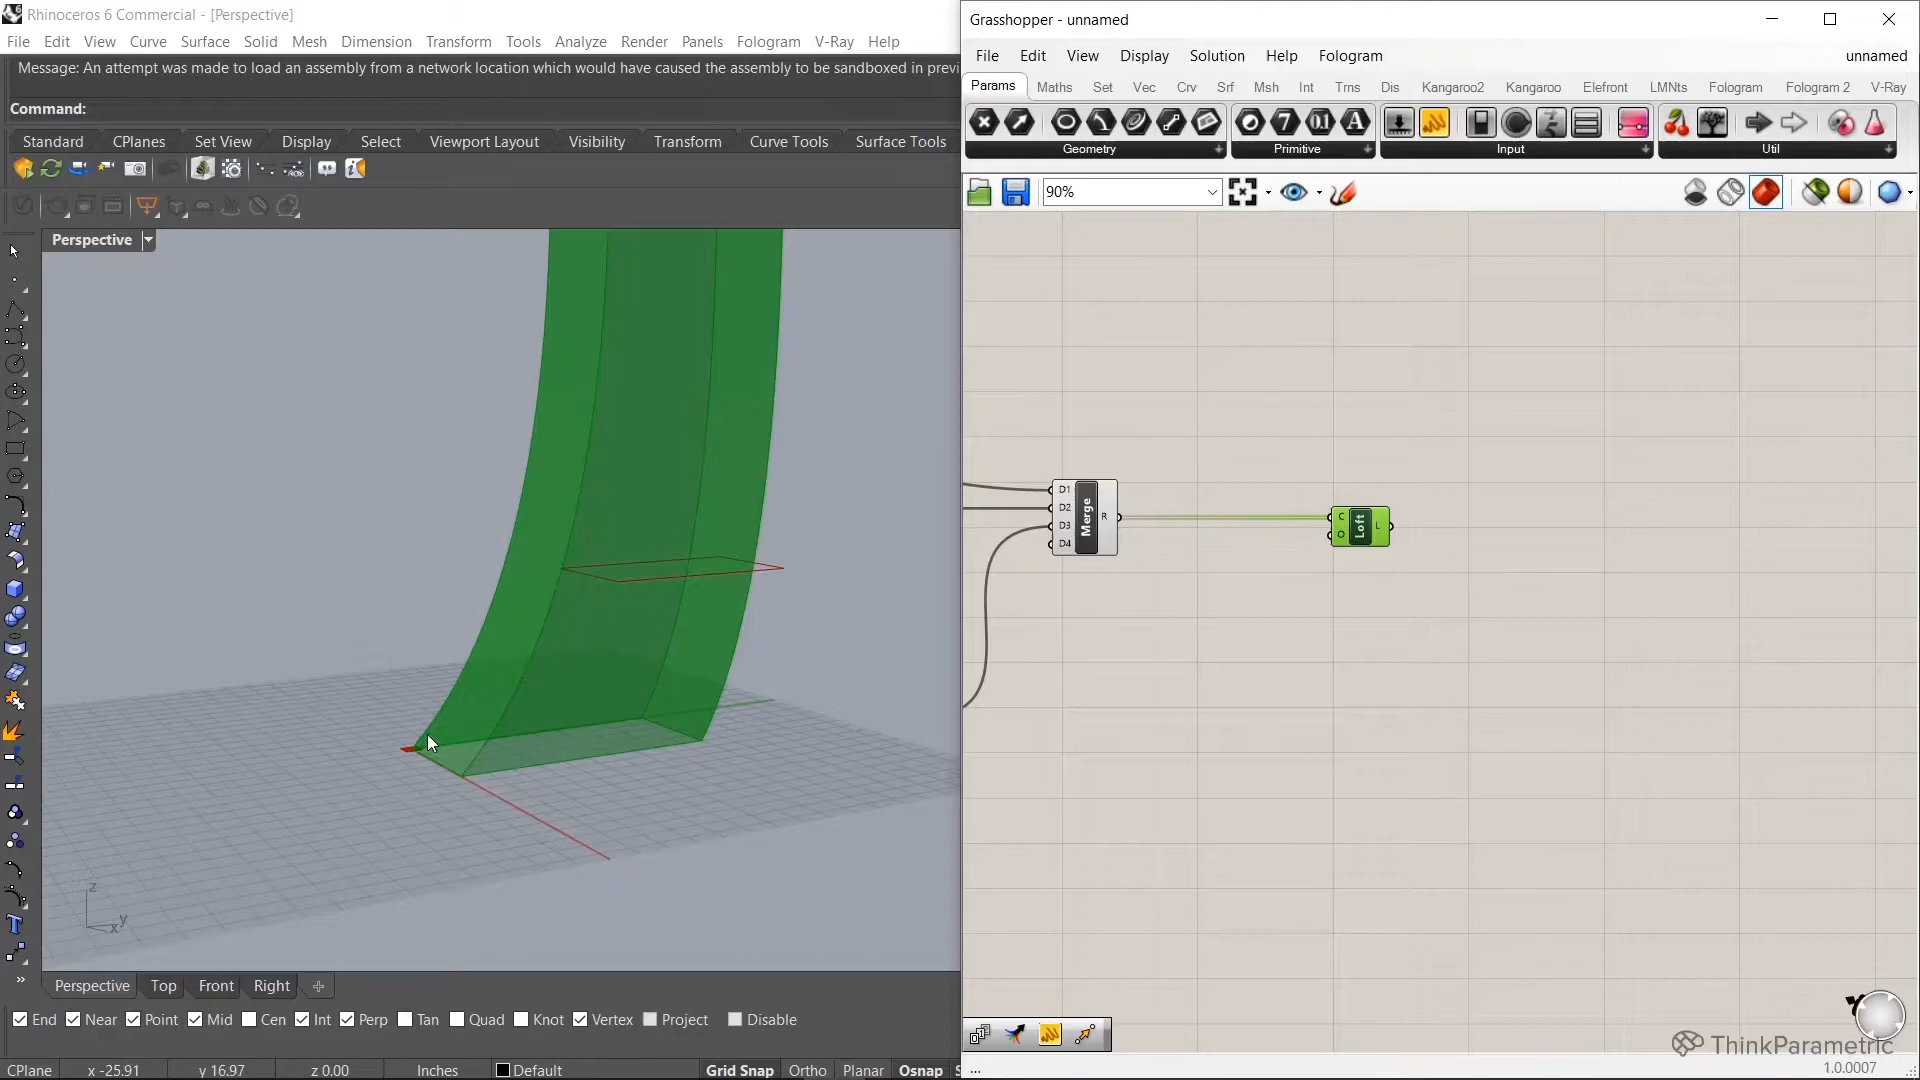 Rhinoceros 6 Commercial - [Perspective]
File Edit View Curve Surface Solid Mesh Dimension Transform Tools Analyze Render Panels Fologram V-Ray Help
Message: An attempt was made to load an assembly from a network location which would have caused the assembly to be sandboxed in previ
Command:
Standard CPlanes Set View Display Select Viewport Layout Visibility Transform Curve Tools Surface Tools
Perspective
z
y
x
Perspective Top Front Right
End Near Point Mid Cen Int Perp Tan Quad Knot Vertex Project Disable
CPlane x -25.91 y 16.97 z 0.00 Inches Default Grid Snap Ortho Planar Osnap S
Grasshopper - unnamed
File Edit View Display Solution Help Fologram unnamed
Params Maths Set Vec Crv Srf Msh Int Trns Dis Kangaroo2 Kangaroo Elefront LMNts Fologram Fologram 2 V-Ray
Geometry Primitive Input Util
90%
D1
D2
D3
D4
Merge
R
C
O
Loft
L
ThinkParametric
...
1.0.0007